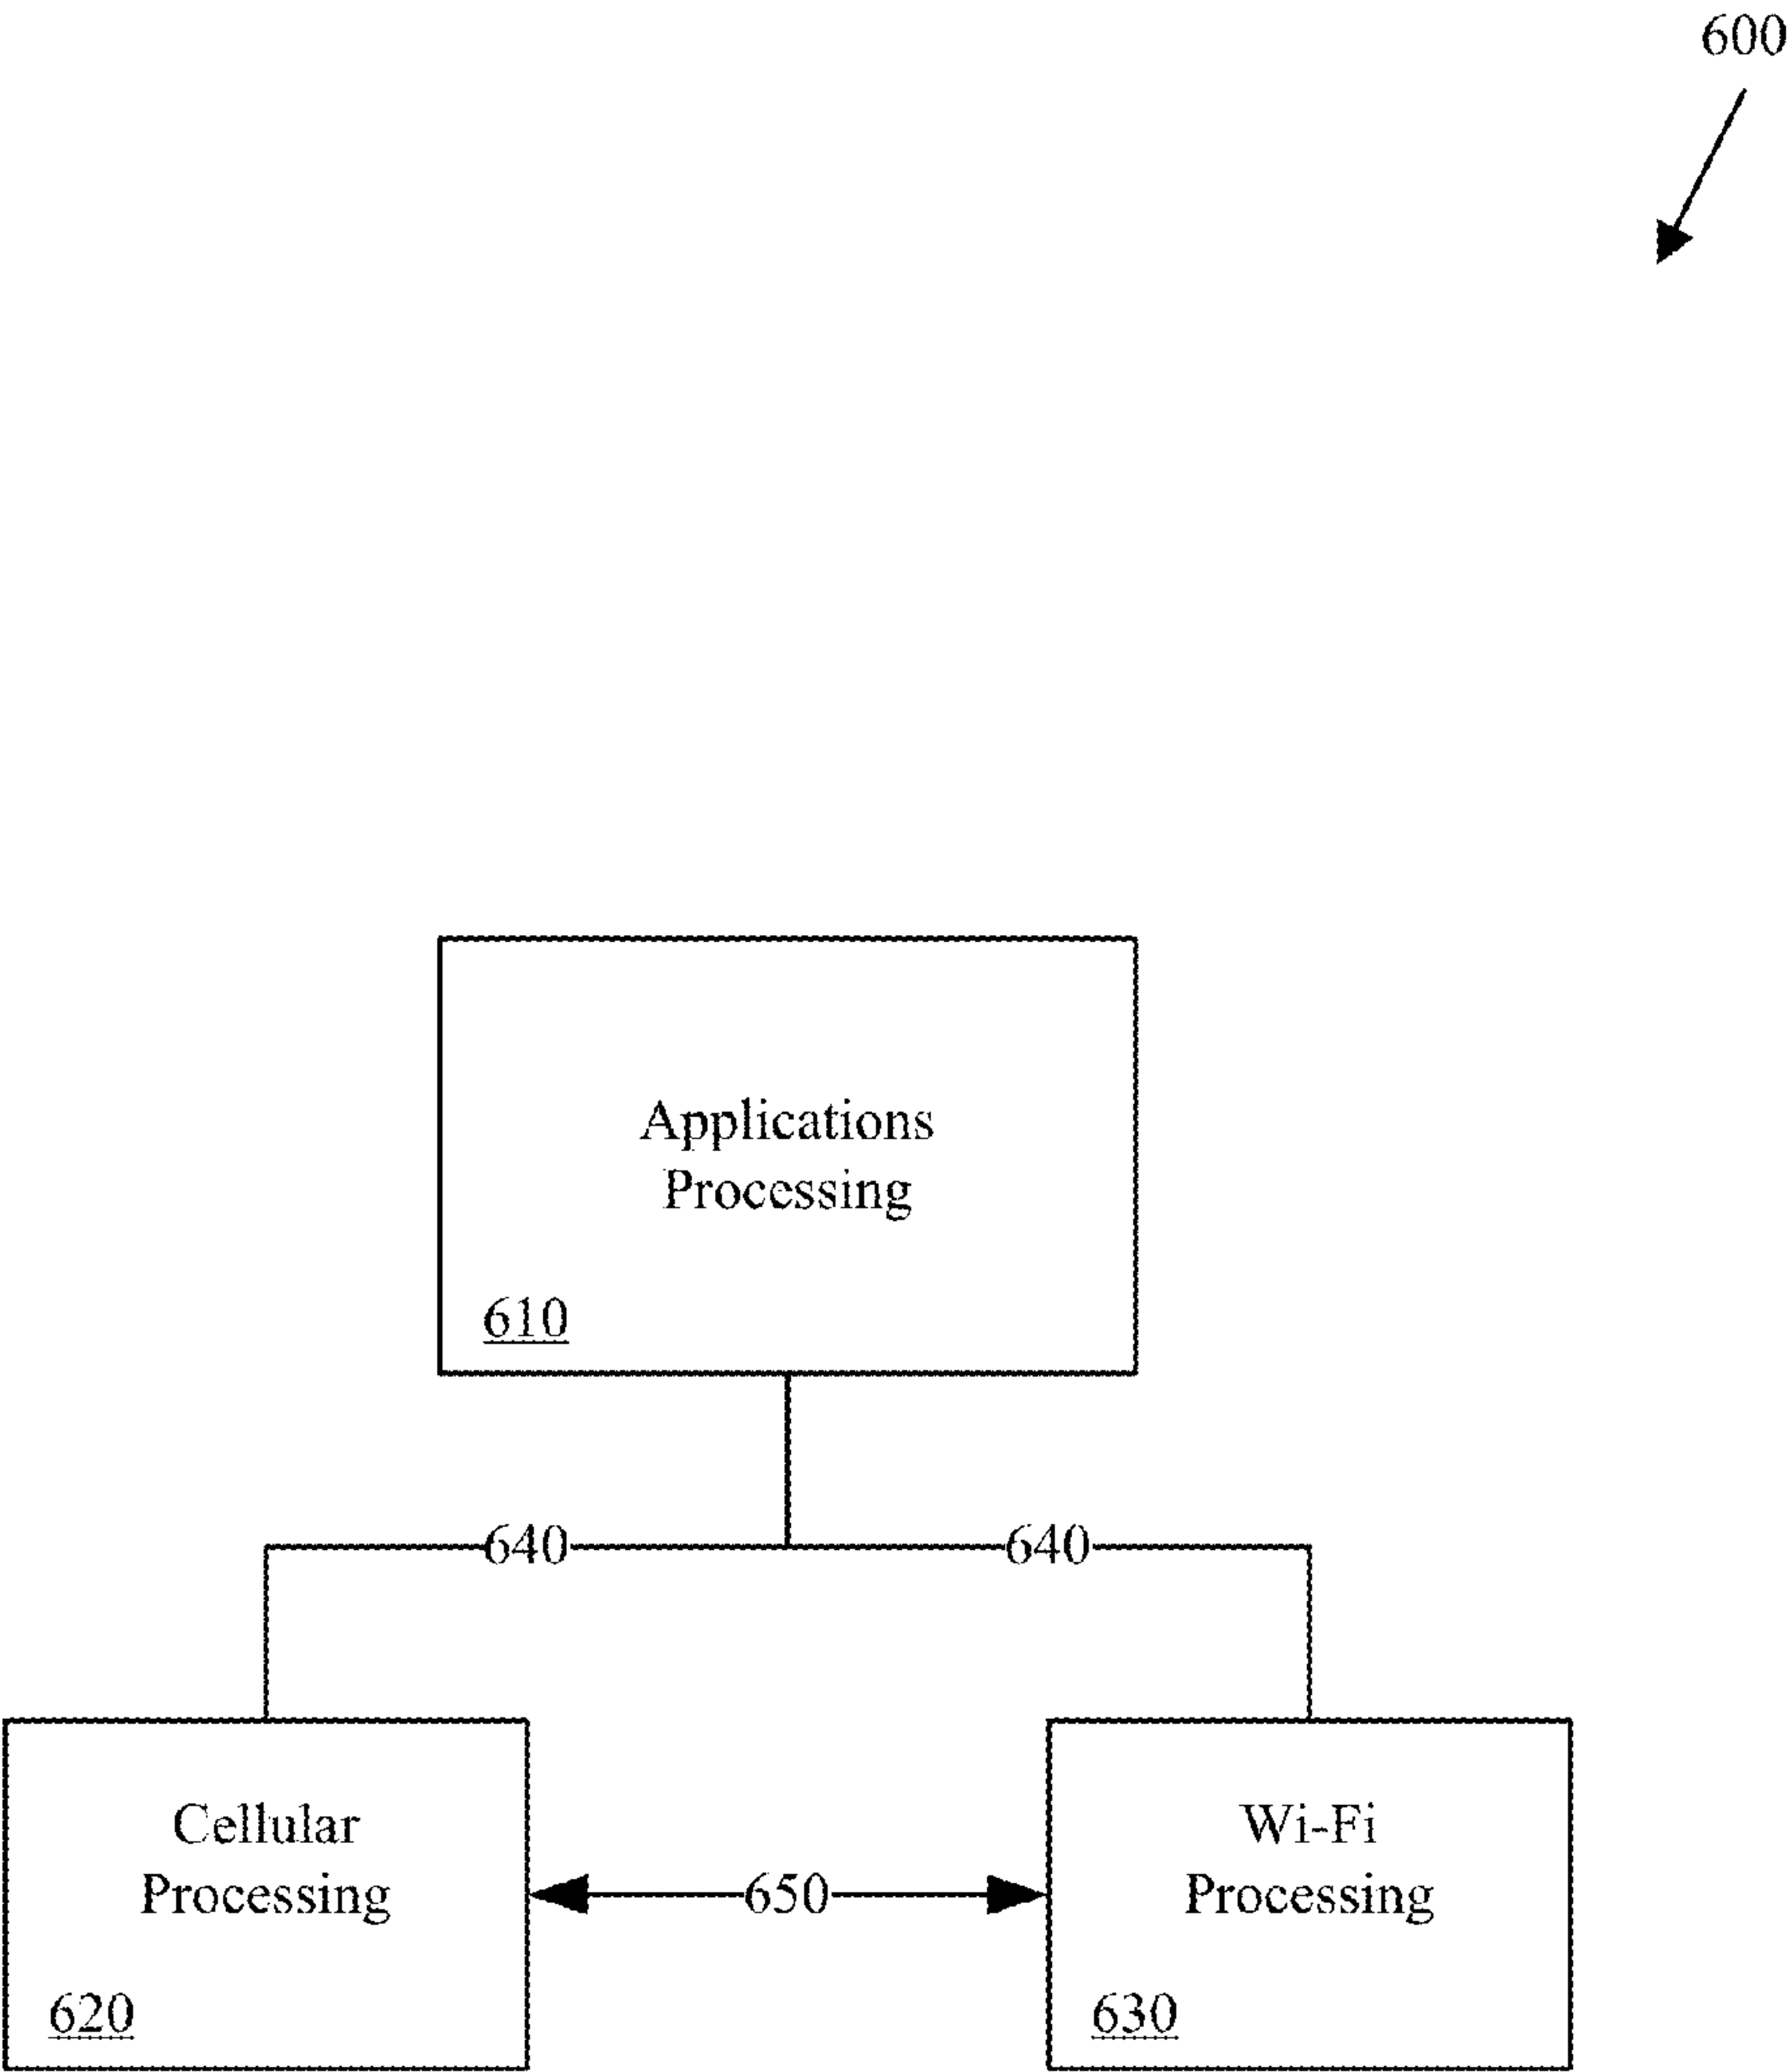 600
Applications
Processing
610
640
640
Cellular
Processing
620
650
Wi-Fi
Processing
630